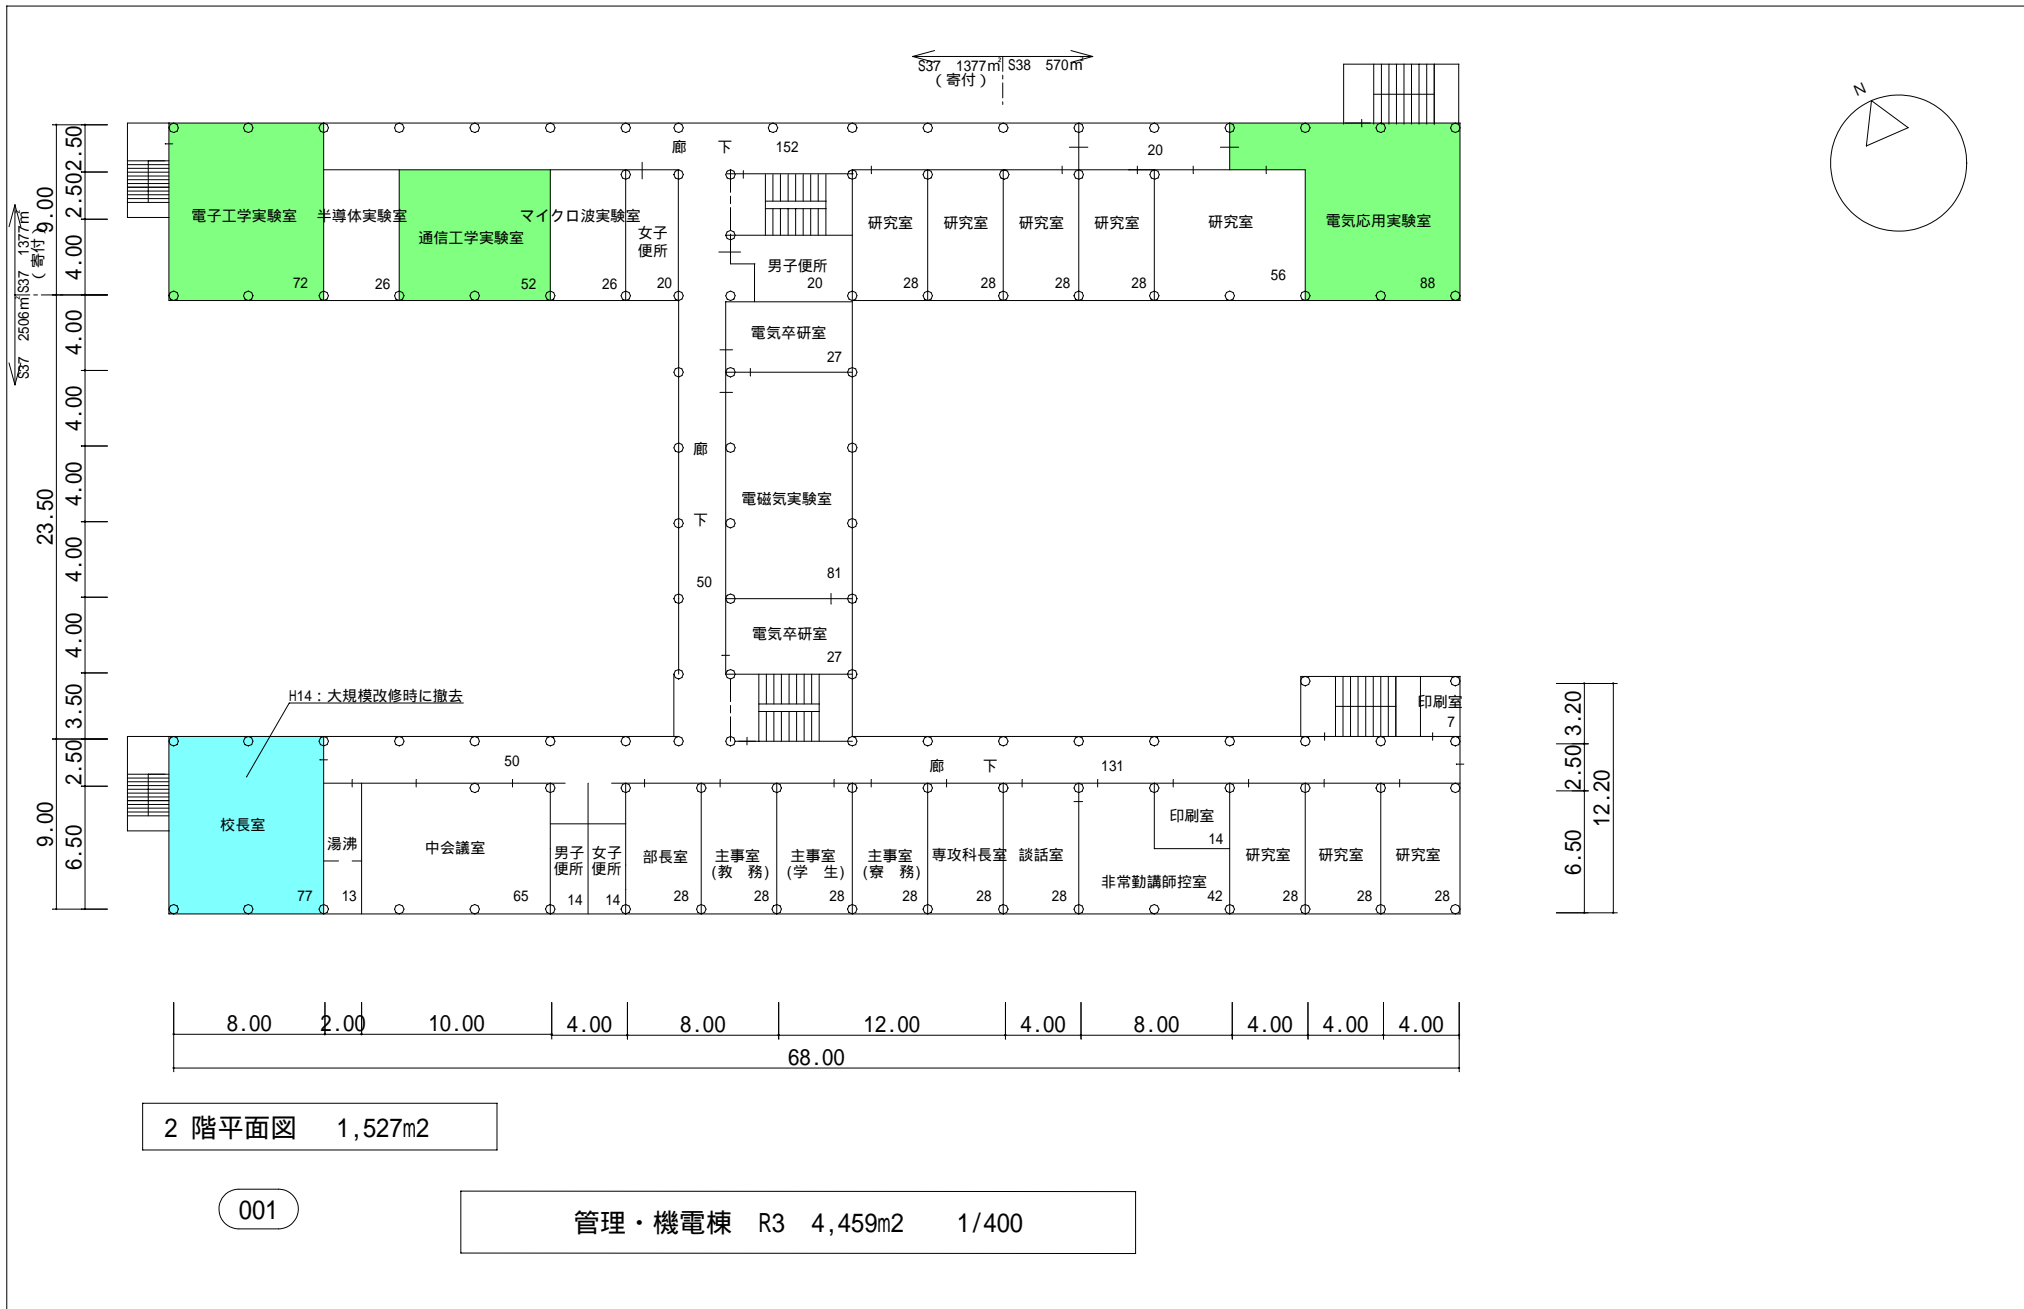 S37 1377㎡ S38 570㎡
(寄付)
N
廊 下 152
20
電子工学実験室
72
半導体実験室
26
通信工学実験室
52
マイクロ波実験室
26
女子
便所
20
男子便所
20
研究室
28
研究室
28
研究室
28
研究室
28
研究室
56
電気応用実験室
88
電気卒研室
27
廊
下
50
電磁気実験室
81
電気卒研室
27
S37 2506㎡ S37 1377㎡
(寄付)
9.00
23.50
9.00
2.50
2.50
4.00
4.00
4.00
4.00
4.00
4.00
3.50
2.50
6.50
H14:大規模改修時に撤去
印刷室
7
50
廊 下 131
校長室
77
湯沸
13
中会議室
65
男子
便所
14
女子
便所
14
部長室
28
主事室
(教 務)
28
主事室
(学 生)
28
主事室
(寮 務)
28
専攻科長室
28
談話室
28
印刷室
14
非常勤講師控室
42
研究室
28
研究室
28
研究室
28
3.20
2.50
6.50
12.20
8.00 2.00 10.00 4.00 8.00 12.00 4.00 8.00 4.00 4.00 4.00
68.00
2 階平面図 1,527m2
001
管理・機電棟 R3 4,459m2 1/400